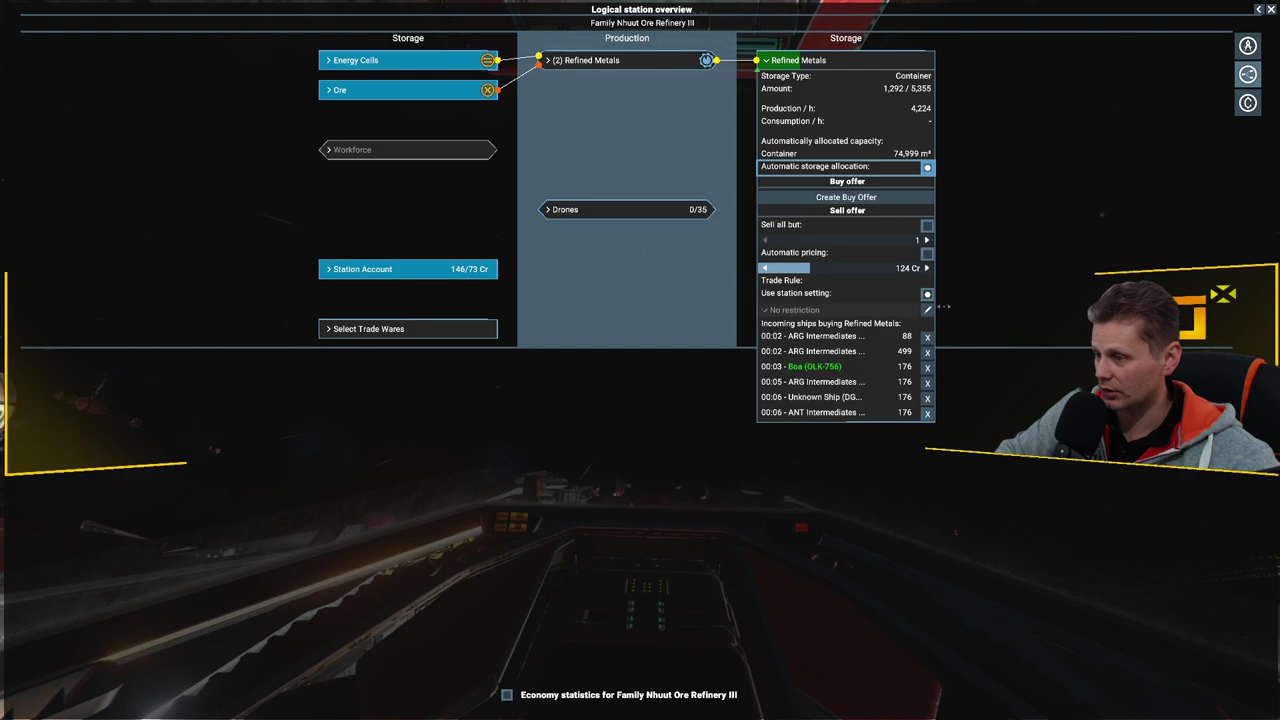 Logical station overview
Family Nhuut Ore Refinery III
Storage
Production
Storage
Energy Cells
Ore
Workforce
Station Account 146/73 Cr
Select Trade Wares
(2) Refined Metals
Drones 0/35
Refined Metals
Storage Type: Container
Amount: 1,292 / 5,355
Production / h: 4,224
Consumption / h: -
Automatically allocated capacity:
Container 74,999 m³
Automatic storage allocation:
Buy offer
Create Buy Offer
Sell offer
Sell all but:
1
Automatic pricing:
124 Cr
Trade Rule:
Use station setting:
No restriction
Incoming ships buying Refined Metals:
00:02 - ARG Intermediates ... 88 X
00:02 - ARG Intermediates ... 499 X
00:03 - Boa (OLK-756) 176 X
00:05 - ARG Intermediates ... 176 X
00:06 - Unknown Ship (DG... 176 X
00:06 - ANT Intermediates ... 176 X
Economy statistics for Family Nhuut Ore Refinery III